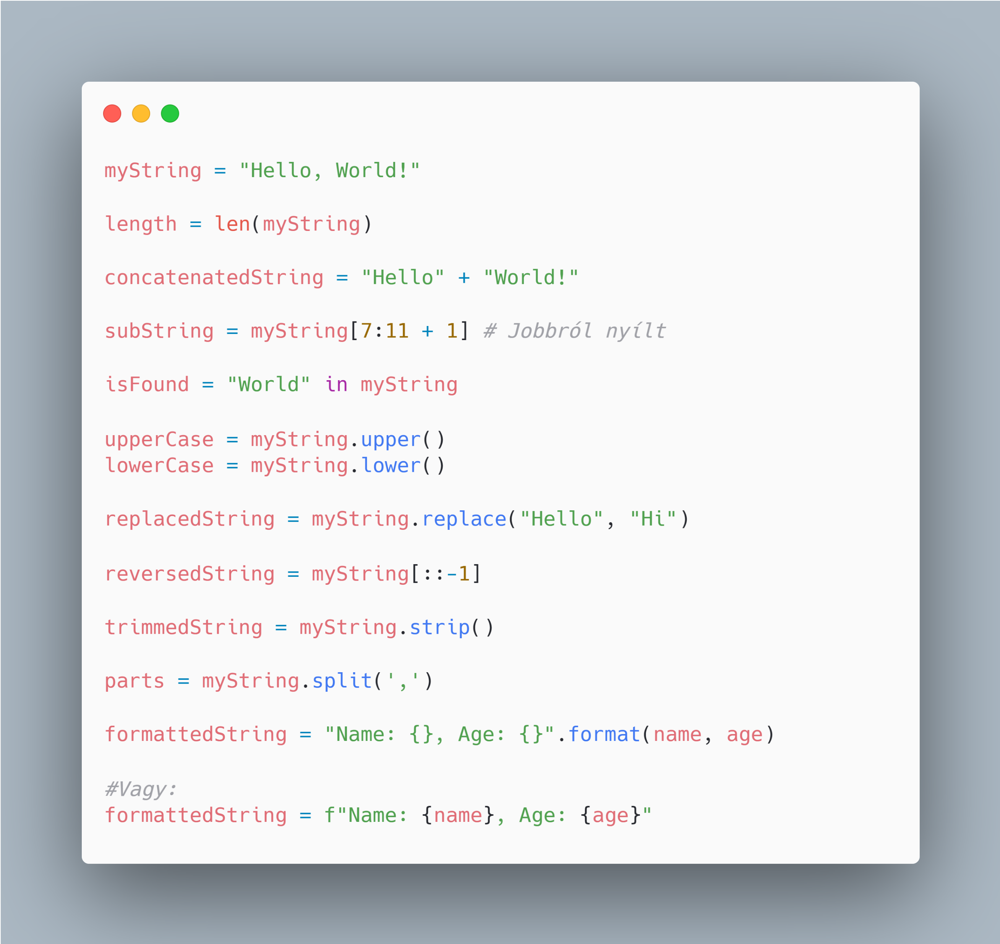 myString = "Hello, World!"
length = len(myString)
concatenatedString = "Hello" + "World!"
subString = myString[7:11 + 1] # Jobbról nyílt
isFound = "World" in myString
upperCase = myString.upper()
lowerCase = myString.lower()
replacedString = myString.replace("Hello", "Hi")
reversedString = myString[::-1]
trimmedString = myString.strip()
parts = myString.split(',')
formattedString = "Name: {}, Age: {}".format(name, age)
#Vagy:
formattedString = f"Name: {name}, Age: {age}"